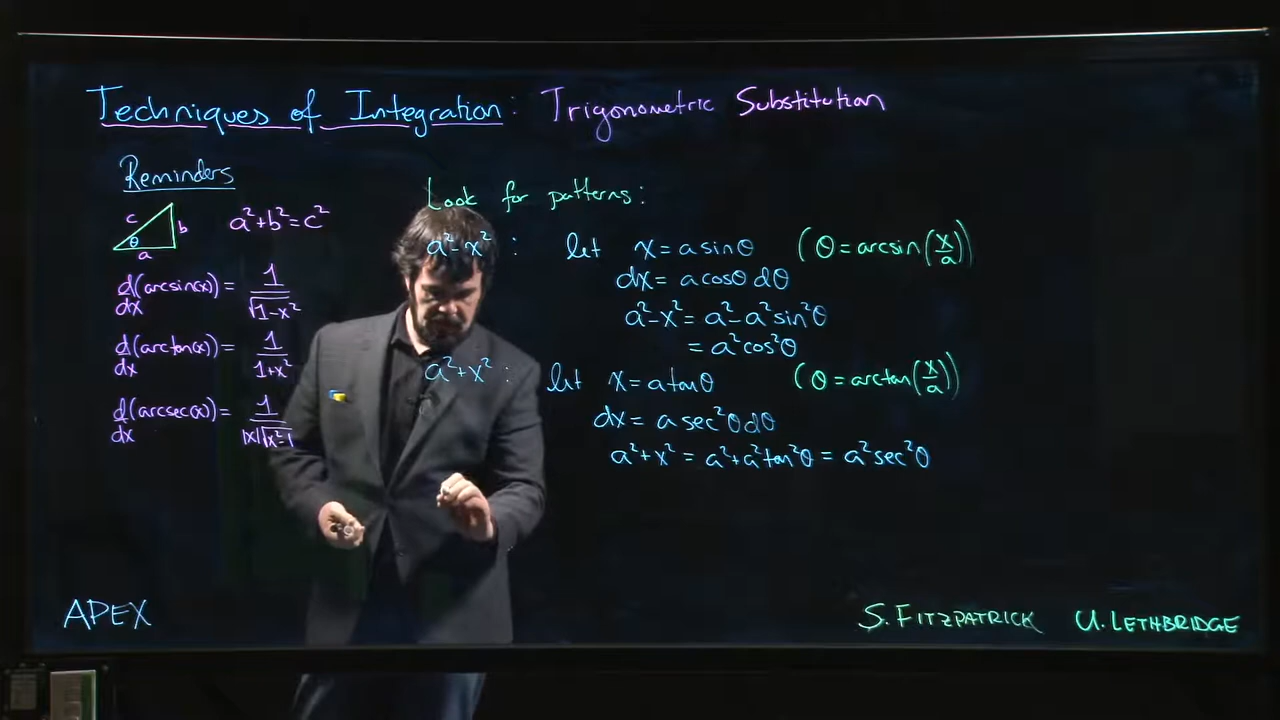 Techniques of Integration: Trigonometric Substitution
Reminders
c b θ a
a²+b²=c²
d/dx (arcsin(x)) = 1/√(1-x²)
d/dx (arctan(x)) = 1/(1+x²)
d/dx (arcsec(x)) = 1/(|x|√(x²-1))
Look for patterns:
a²-x² : let x = a sinθ (θ = arcsin(x/a))
dx = a cosθ dθ
a²-x² = a²-a²sin²θ
= a²cos²θ
a²+x² : let x = a tanθ (θ = arctan(x/a))
dx = a sec²θ dθ
a²+x² = a²+a²tan²θ = a²sec²θ
APEX
S. FITZPATRICK U. LETHBRIDGE